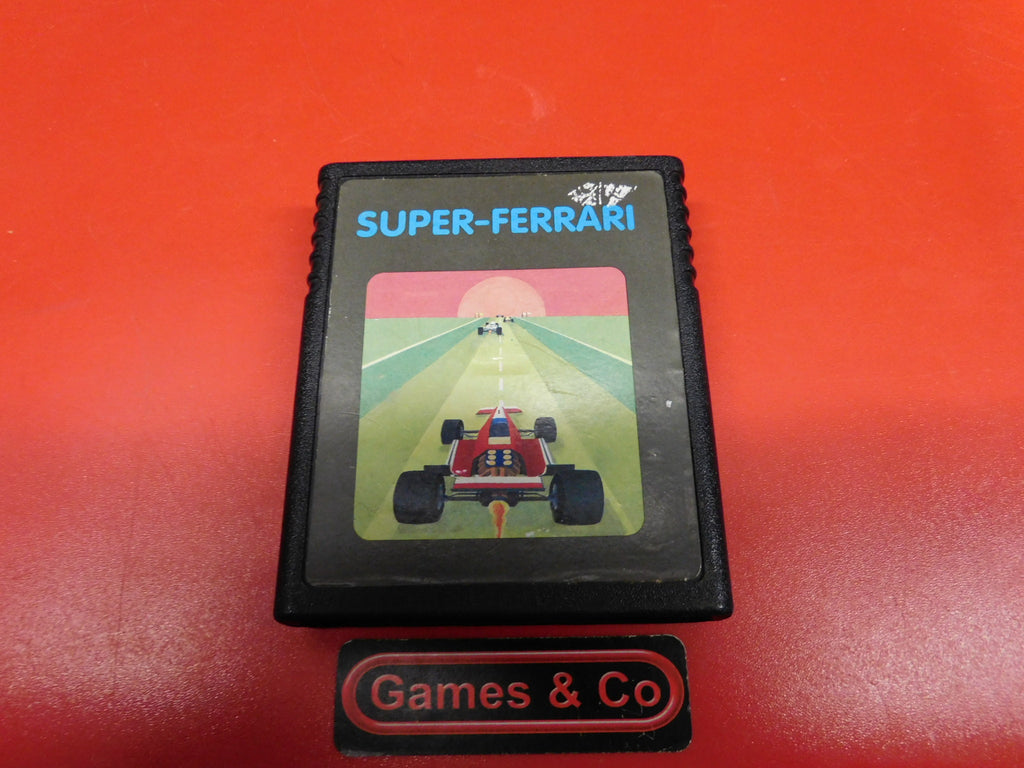 SUPER-FERRARI
Games & Co